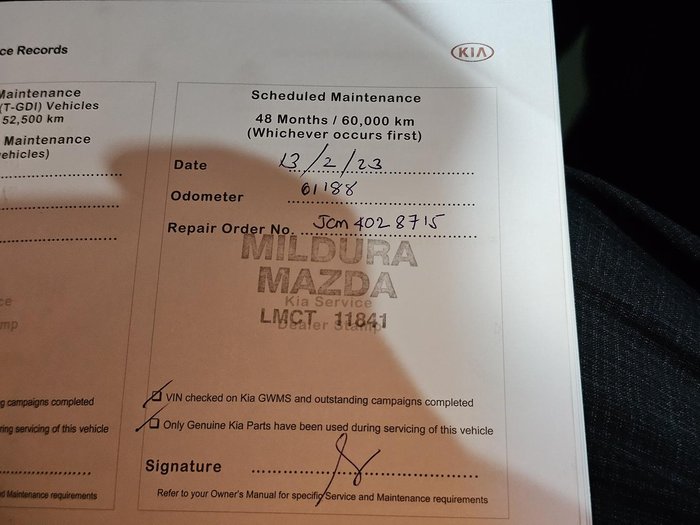 ce Records
KIA
Maintenance
(T-GDI) Vehicles
52,500 km
Maintenance
ehicles)
ce
mp
g campaigns completed
ring servicing of this vehicle
d Maintenance requirements
Scheduled Maintenance
48 Months / 60,000 km
(Whichever occurs first)
Date 13/2/23
Odometer 61188
Repair Order No. Jcm4028715
MILDURA
MAZDA
Kia Service
LMCT 11841
Dealer Stamp
VIN checked on Kia GWMS and outstanding campaigns completed
Only Genuine Kia Parts have been used during servicing of this vehicle
Signature
Refer to your Owner's Manual for specific Service and Maintenance requirements